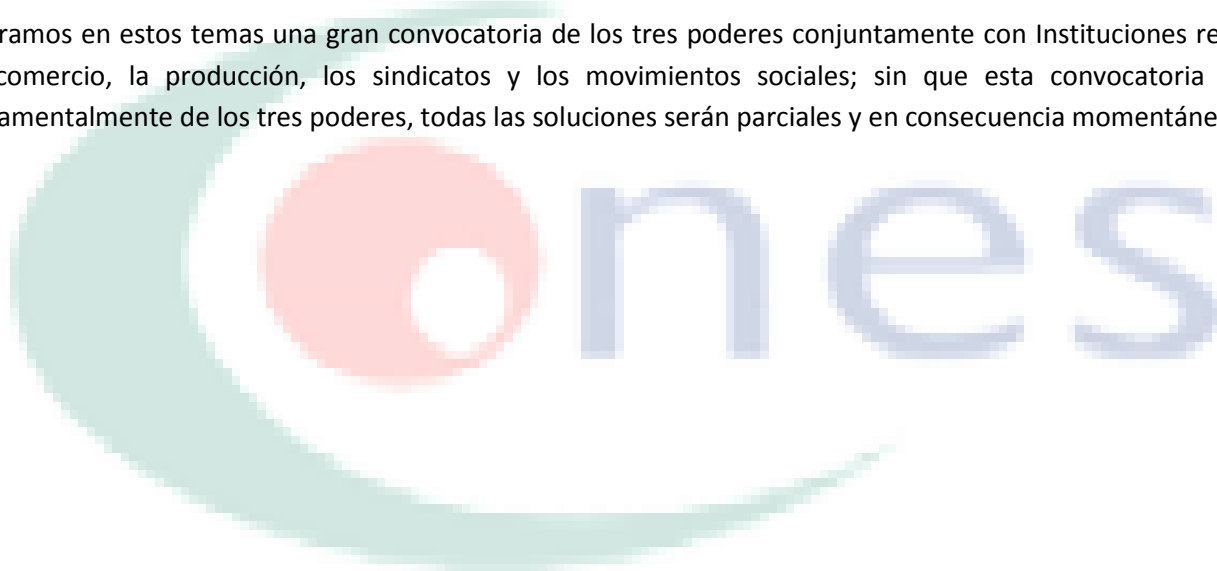 ramos en estos temas una gran convocatoria de los tres poderes conjuntamente con Instituciones re
comercio, la producción, los sindicatos y los movimientos sociales; sin que esta convocatoria
amentalmente de los tres poderes, todas las soluciones serán parciales y en consecuencia momentáne
Cones